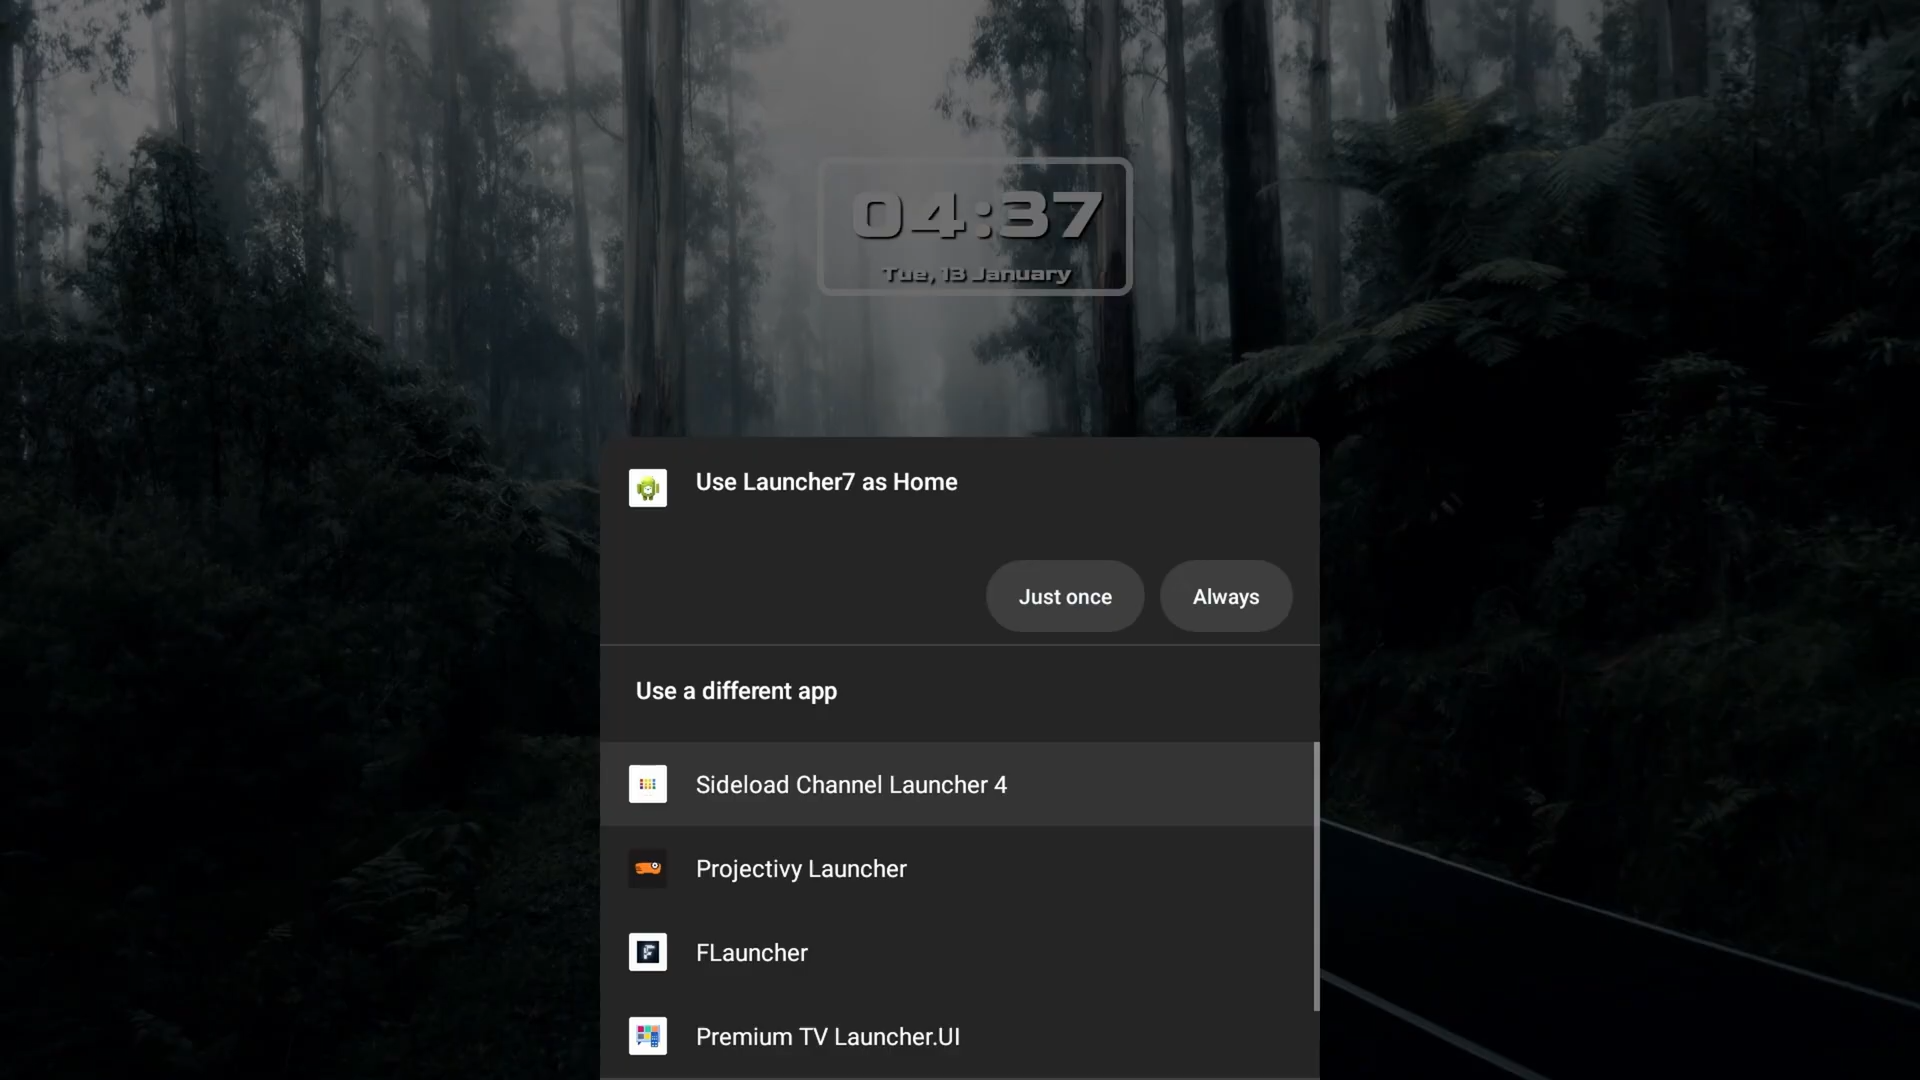 04:37
Tue, 13 January
Use Launcher7 as Home
Just once
Always
Use a different app
Sideload Channel Launcher 4
Projectivy Launcher
FLauncher
Premium TV Launcher.UI